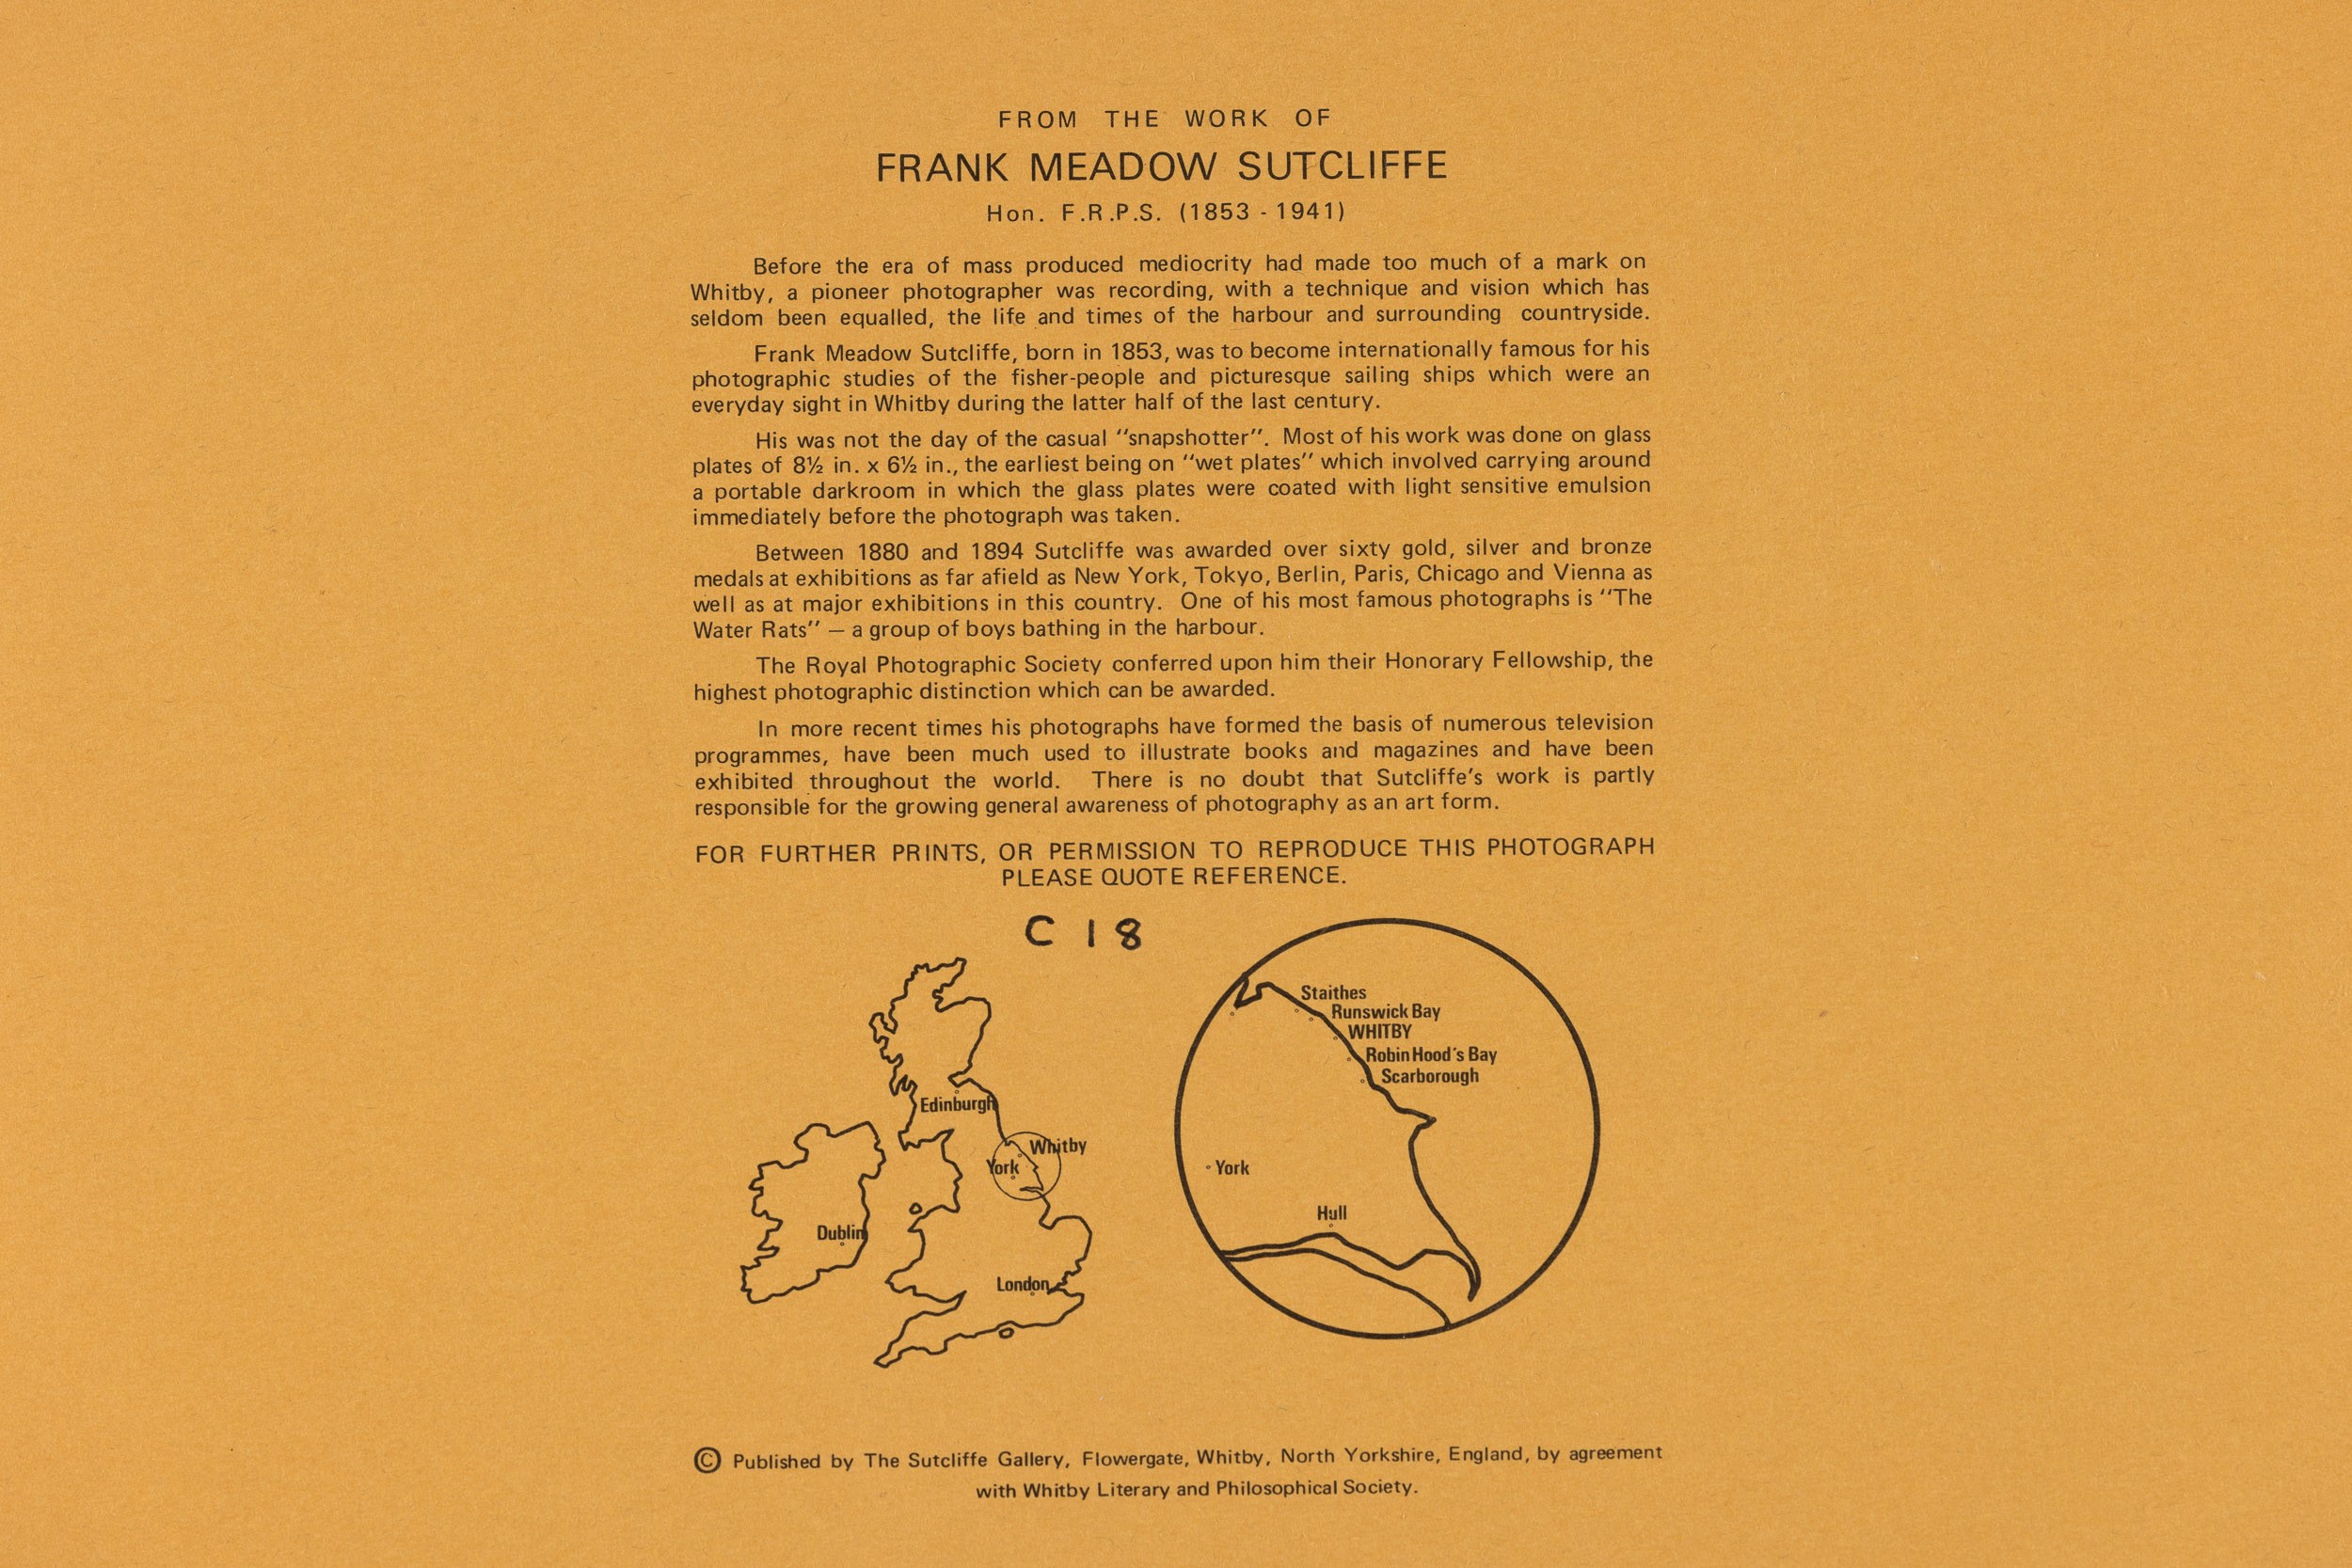 FROM THE WORK OF
FRANK MEADOW SUTCLIFFE
Hon. F.R.P.S. (1853 - 1941)
Before the era of mass produced mediocrity had made too much of a mark on
Whitby, a pioneer photographer was recording, with a technique and vision which has
seldom been equalled, the life and times of the harbour and surrounding countryside.
Frank Meadow Sutcliffe, born in 1853, was to become internationally famous for his
photographic studies of the fisher-people and picturesque sailing ships which were an
everyday sight in Whitby during the latter half of the last century.
His was not the day of the casual "snapshotter". Most of his work was done on glass
plates of 8½ in. x 6½ in., the earliest being on "wet plates" which involved carrying around
a portable darkroom in which the glass plates were coated with light sensitive emulsion
immediately before the photograph was taken.
Between 1880 and 1894 Sutcliffe was awarded over sixty gold, silver and bronze
medals at exhibitions as far afield as New York, Tokyo, Berlin, Paris, Chicago and Vienna as
well as at major exhibitions in this country. One of his most famous photographs is "The
Water Rats" — a group of boys bathing in the harbour.
The Royal Photographic Society conferred upon him their Honorary Fellowship, the
highest photographic distinction which can be awarded.
In more recent times his photographs have formed the basis of numerous television
programmes, have been much used to illustrate books and magazines and have been
exhibited throughout the world. There is no doubt that Sutcliffe's work is partly
responsible for the growing general awareness of photography as an art form.
FOR FURTHER PRINTS, OR PERMISSION TO REPRODUCE THIS PHOTOGRAPH
PLEASE QUOTE REFERENCE.
C 18
Edinburgh
Whitby
York
Dublin
London
Staithes
Runswick Bay
WHITBY
Robin Hood's Bay
Scarborough
York
Hull
© Published by The Sutcliffe Gallery, Flowergate, Whitby, North Yorkshire, England, by agreement
with Whitby Literary and Philosophical Society.